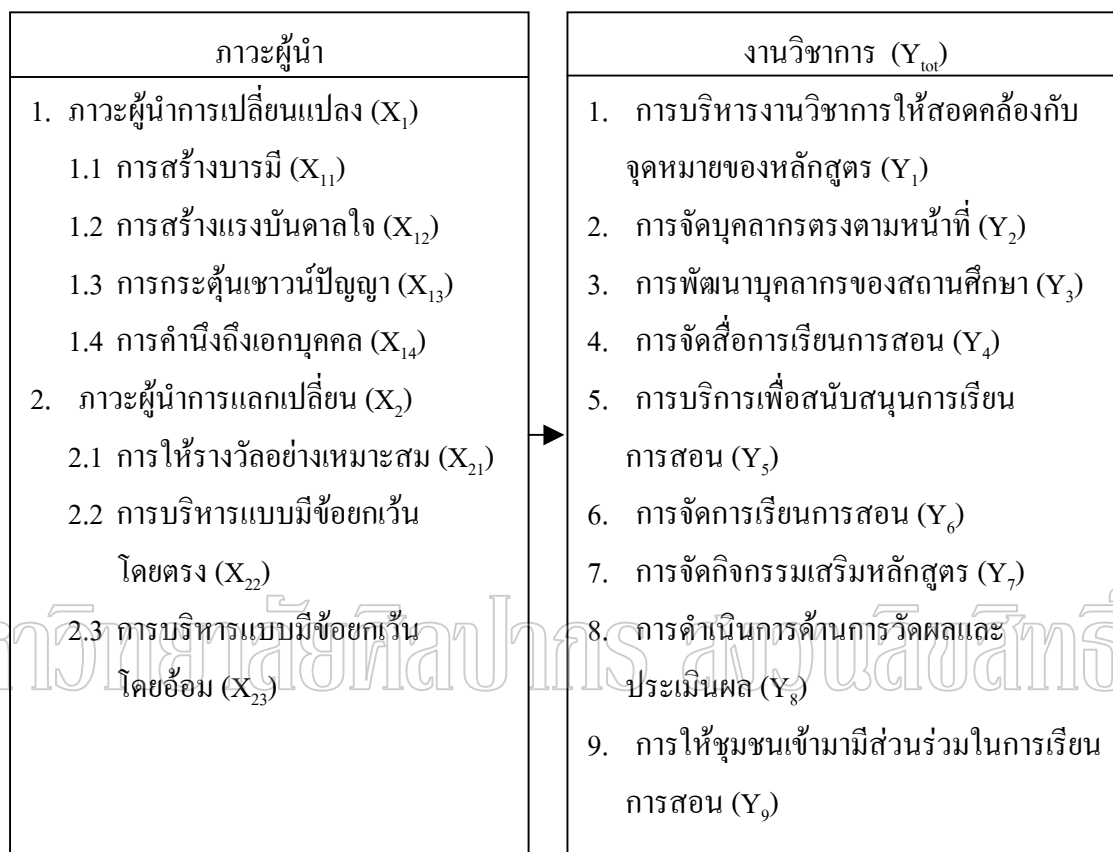 ภาวะผู้นำ
1. ภาวะผู้นำการเปลี่ยนแปลง (X₁)
1.1 การสร้างบารมี (X₁₁)
1.2 การสร้างแรงบันดาลใจ (X₁₂)
1.3 การกระตุ้นเชาวน์ปัญญา (X₁₃)
1.4 การคำนึงถึงเอกบุคคล (X₁₄)
2. ภาวะผู้นำการแลกเปลี่ยน (X₂)
2.1 การให้รางวัลอย่างเหมาะสม (X₂₁)
2.2 การบริหารแบบมีข้อยกเว้น
โดยตรง (X₂₂)
2.3 การบริหารแบบมีข้อยกเว้น
โดยอ้อม (X₂₃)
งานวิชาการ (Yₜₒₜ)
1. การบริหารงานวิชาการให้สอดคล้องกับ
จุดหมายของหลักสูตร (Y₁)
2. การจัดบุคลากรตรงตามหน้าที่ (Y₂)
3. การพัฒนาบุคลากรของสถานศึกษา (Y₃)
4. การจัดสื่อการเรียนการสอน (Y₄)
5. การบริการเพื่อสนับสนุนการเรียน
การสอน (Y₅)
6. การจัดการเรียนการสอน (Y₆)
7. การจัดกิจกรรมเสริมหลักสูตร (Y₇)
8. การดำเนินการด้านการวัดผลและ
ประเมินผล (Y₈)
9. การให้ชุมชนเข้ามามีส่วนร่วมในการเรียน
การสอน (Y₉)
าวิทยาลัยศิลปากร สงวนลิขสิทธิ์